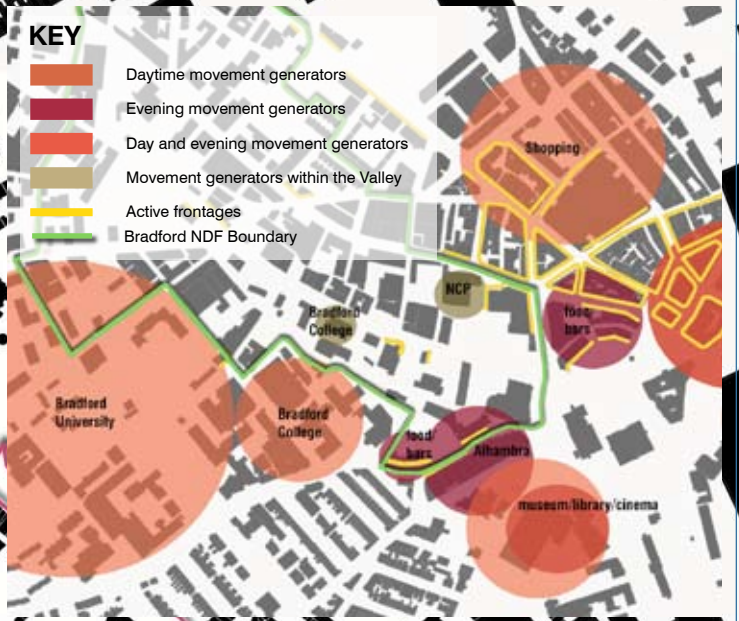 KEY
Daytime movement generators
Evening movement generators
Day and evening movement generators
Movement generators within the Valley
Active frontages
Bradford NDF Boundary
Shopping
NCP
Bradford
College
food/
bars
Bradford
University
Bradford
College
food/
bars
Alhambra
museum/library/cinema